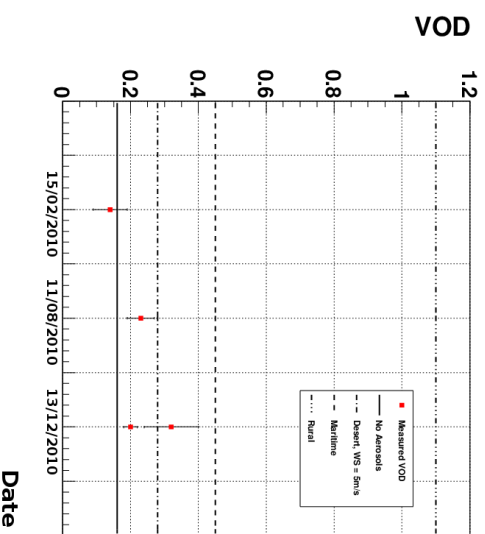 VOD
0
0.2
0.4
0.6
0.8
1
1.2
15/02/2010
11/08/2010
13/12/2010
Date
Measured VOD
No Aerosols
Desert, WS = 5m/s
Maritime
Rural